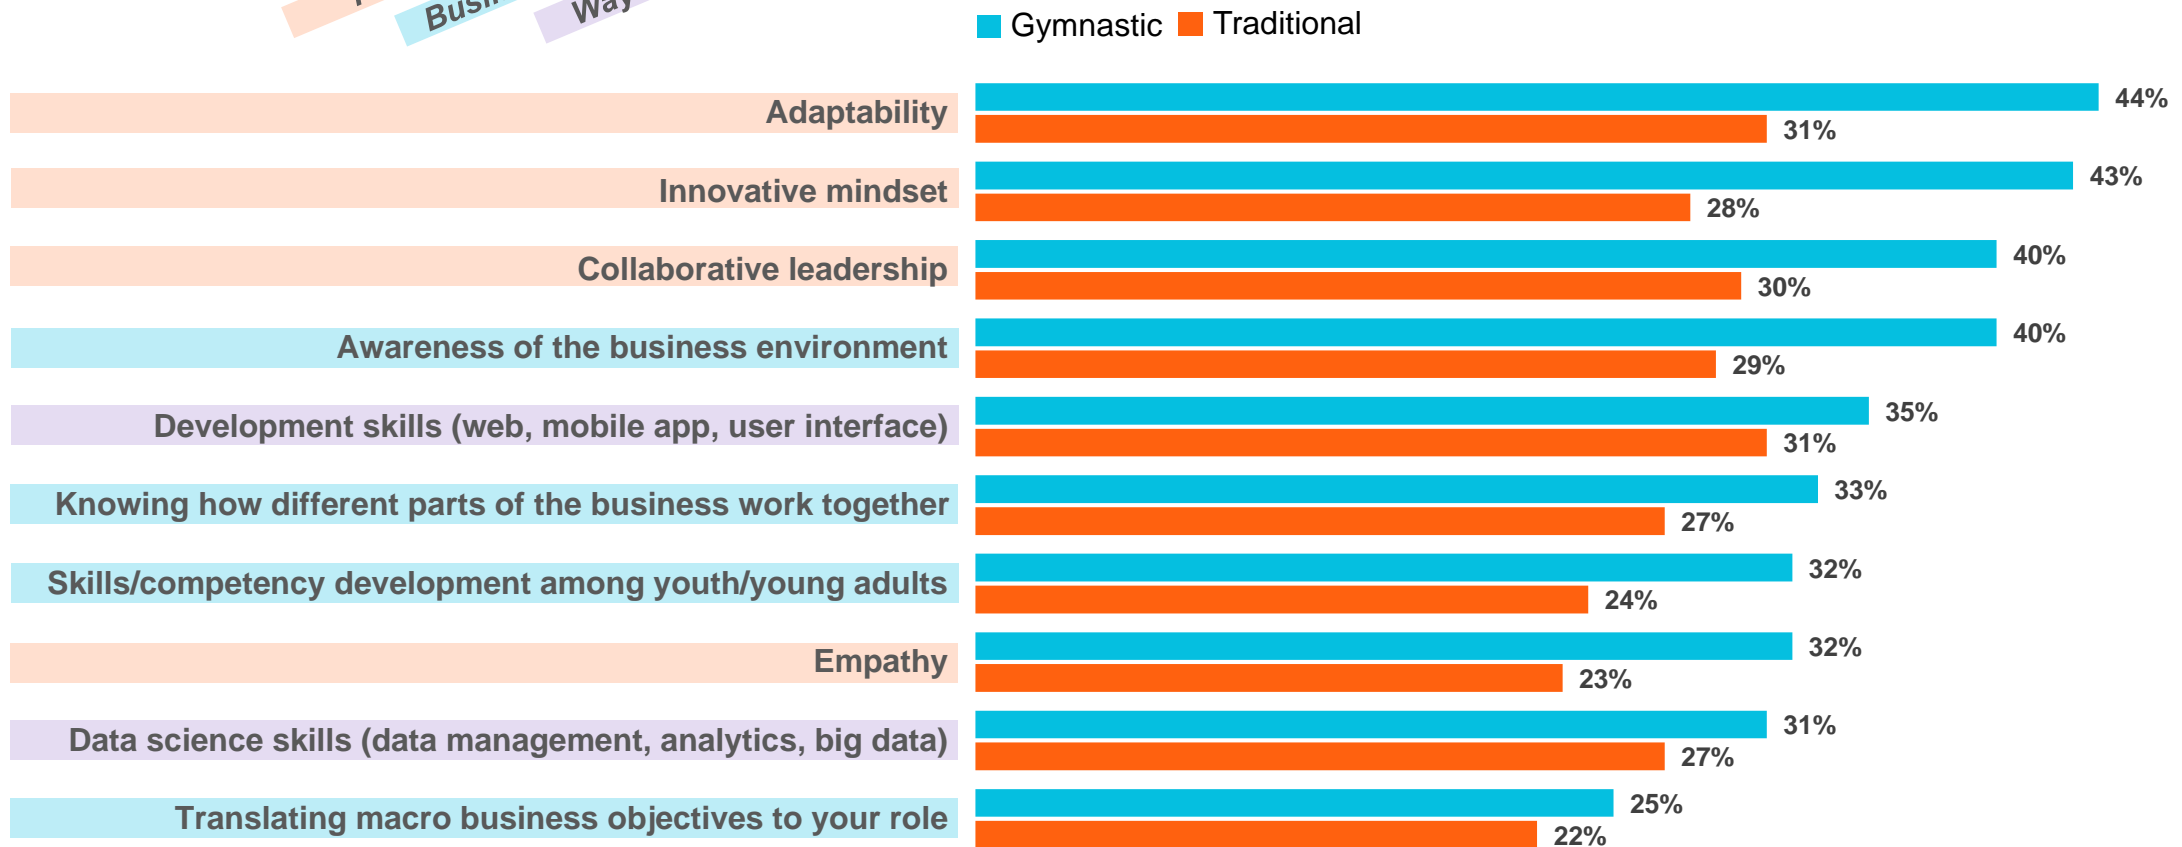 Gymnastic Traditional
Adaptability 44%
31%
Innovative mindset 43%
28%
Collaborative leadership 40%
30%
Awareness of the business environment 40%
29%
Development skills (web, mobile app, user interface) 35%
31%
Knowing how different parts of the business work together 33%
27%
Skills/competency development among youth/young adults 32%
24%
Empathy 32%
23%
Data science skills (data management, analytics, big data) 31%
27%
Translating macro business objectives to your role 25%
22%